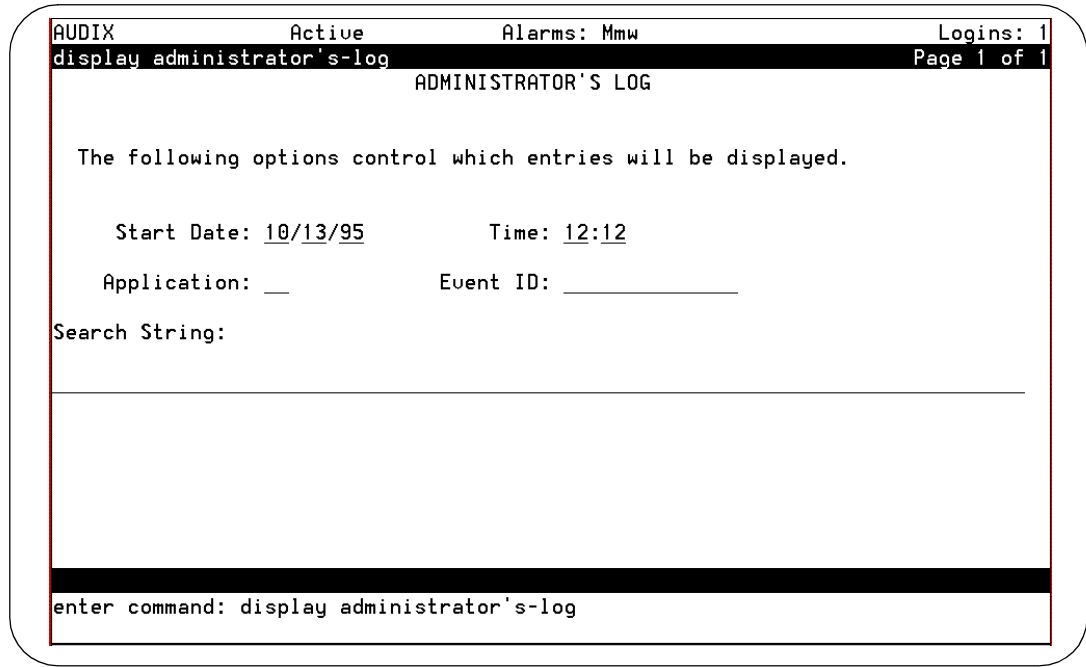 AUDIX Active Alarms: Mmw Logins: 1
display administrator's-log Page 1 of 1
ADMINISTRATOR'S LOG
The following options control which entries will be displayed.
Start Date: 10/13/95 Time: 12:12
Application: __ Event ID: ______________
Search String:
enter command: display administrator's-log